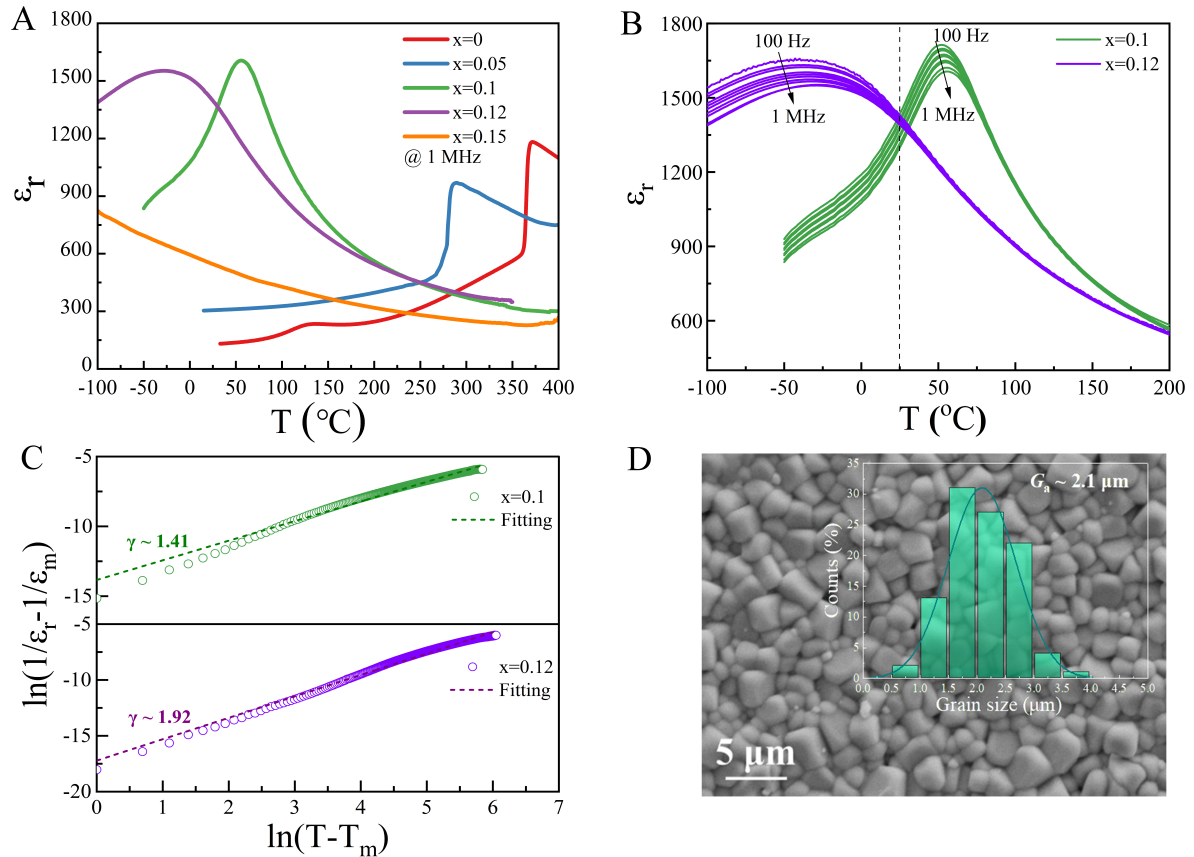 A
1800
1500
1200
900
600
300
0
εr
-100
-50
0
50
100
150
200
250
300
350
400
T (°C)
x=0
x=0.05
x=0.1
x=0.12
x=0.15
@ 1 MHz
B
1800
1500
1200
900
600
εr
-100
-50
0
50
100
150
200
T (°C)
100 Hz
1 MHz
100 Hz
1 MHz
x=0.1
x=0.12
C
-5
-10
-15
-5
-10
-15
-20
ln(1/εr-1/εm)
0
1
2
3
4
5
6
7
ln(T-Tm)
γ ~ 1.41
x=0.1
Fitting
γ ~ 1.92
x=0.12
Fitting
D
35
30
25
20
15
10
5
0
Counts (%)
Ga ~ 2.1 μm
0.0
0.5
1.0
1.5
2.0
2.5
3.0
3.5
4.0
4.5
5.0
Grain size (μm)
5 μm